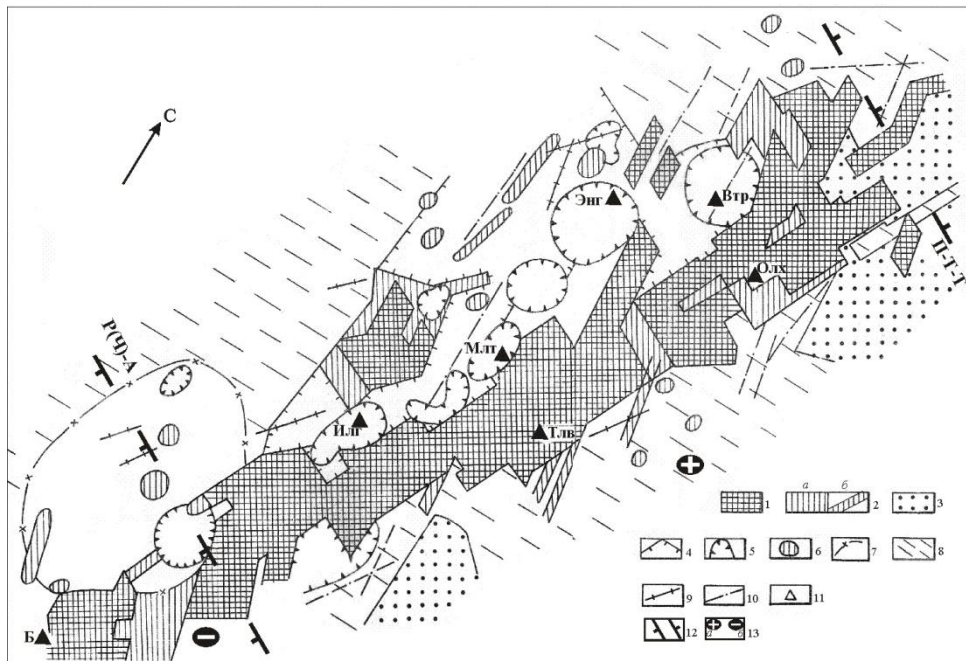 С
Энг
Втр
Олх
П-Т-Т
Р(Ч)-А
Млт
Илг
Тлв
Б
а б
1 2 3
4 5 6 7 8
9 10 11
12 а б 13